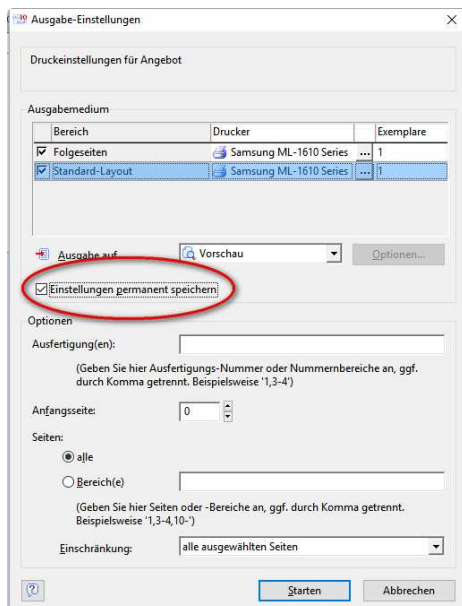 Ausgabe-Einstellungen
Druckeinstellungen für Angebot
Ausgabemedium
Bereich Drucker Exemplare
Folgeseiten Samsung ML-1610 Series ... 1
Standard-Layout Samsung ML-1610 Series ... 1
Ausgabe auf Vorschau Optionen...
Einstellungen permanent speichern
Optionen
Ausfertigung(en):
(Geben Sie hier Ausfertigungs-Nummer oder Nummernbereiche an, ggf.
durch Komma getrennt. Beispielsweise '1,3-4')
Anfangsseite: 0
Seiten:
alle
Bereich(e)
(Geben Sie hier Seiten oder -Bereiche an, ggf. durch Komma getrennt.
Beispielsweise '1,3-4,10-')
Einschränkung: alle ausgewählten Seiten
Starten Abbrechen